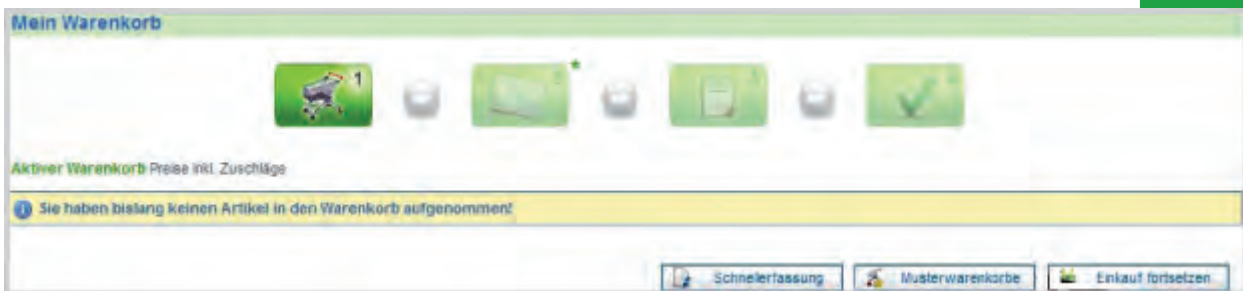 Mein Warenkorb
1
Aktiver Warenkorb Preise inkl. Zuschläge
Sie haben bislang keinen Artikel in den Warenkorb aufgenommen!
Schnellerfassung Musterwarenkörbe Einkauf fortsetzen